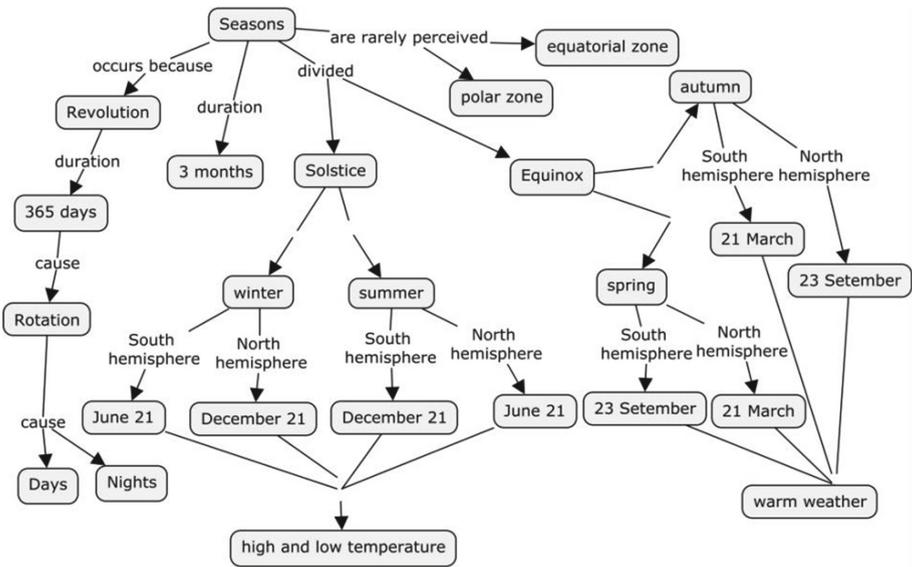 Seasons
are rarely perceived
equatorial zone
polar zone
occurs because
divided
Revolution
duration
duration
3 months
365 days
cause
Rotation
cause
Days
Nights
Solstice
winter
summer
South
hemisphere
North
hemisphere
South
hemisphere
North
hemisphere
June 21
December 21
December 21
June 21
high and low temperature
Equinox
autumn
South
hemisphere
North
hemisphere
21 March
23 Setember
spring
South
hemisphere
North
hemisphere
23 Setember
21 March
warm weather